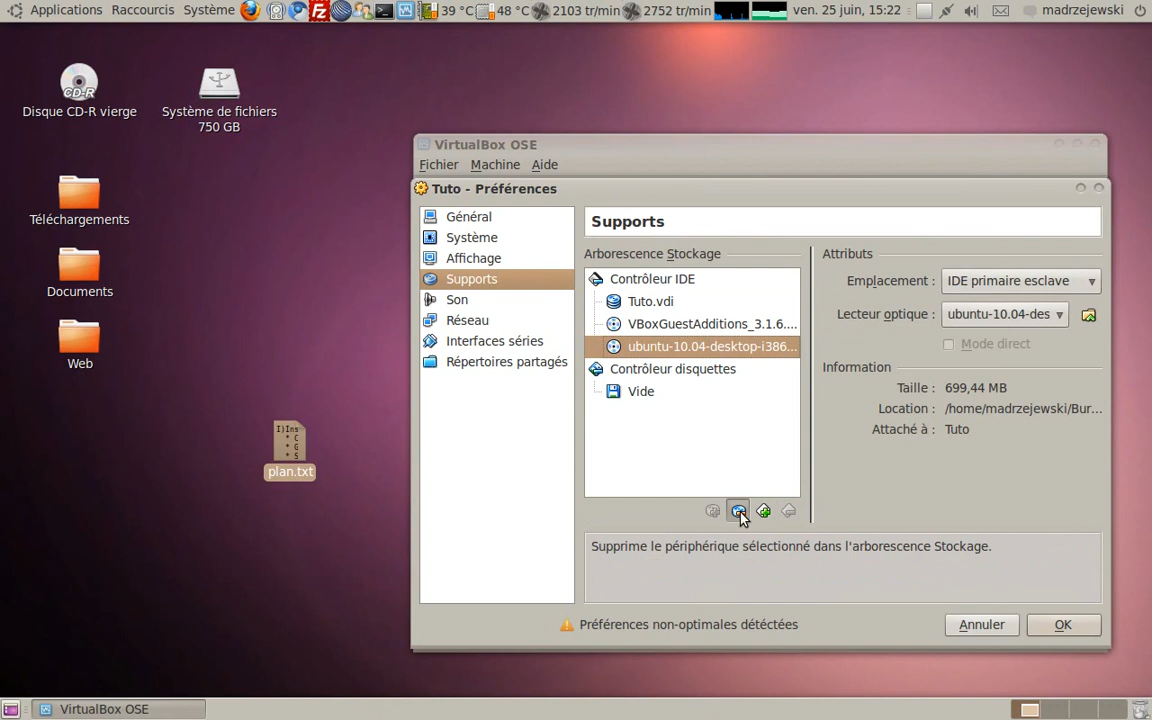 Applications Raccourcis Système 39 °C 48 °C 2103 tr/min 2752 tr/min ven. 25 juin, 15:22 madrzejewski
CD-R
Disque CD-R vierge
Système de fichiers
750 GB
Téléchargements
Documents
Web
I)Ins
* C
* G
* S
plan.txt
VirtualBox OSE
Fichier Machine Aide
Tuto - Préférences
Général
Système
Affichage
Supports
Son
Réseau
Interfaces séries
Répertoires partagés
Supports
Arborescence Stockage
Contrôleur IDE
Tuto.vdi
VBoxGuestAdditions_3.1.6....
ubuntu-10.04-desktop-i386...
Contrôleur disquettes
Vide
Attributs
Emplacement : IDE primaire esclave
Lecteur optique : ubuntu-10.04-des
Mode direct
Information
Taille : 699,44 MB
Location : /home/madrzejewski/Bur...
Attaché à : Tuto
Supprime le périphérique sélectionné dans l'arborescence Stockage.
Préférences non-optimales détectées
Annuler OK
VirtualBox OSE